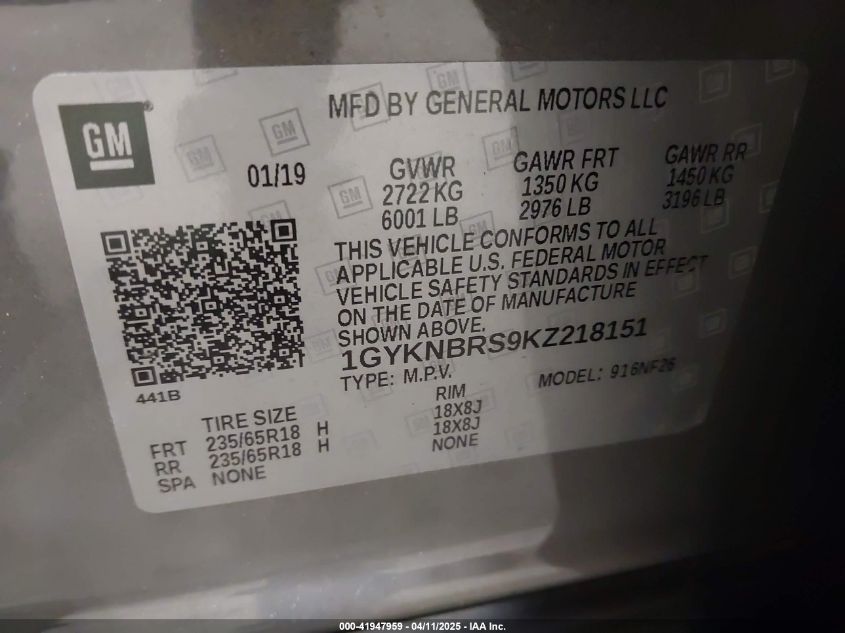 GM
MFD BY GENERAL MOTORS LLC
01/19
GVWR
2722 KG
6001 LB
GAWR FRT
1350 KG
2976 LB
GAWR RR
1450 KG
3196 LB
THIS VEHICLE CONFORMS TO ALL
APPLICABLE U.S. FEDERAL MOTOR
VEHICLE SAFETY STANDARDS IN EFFECT
ON THE DATE OF MANUFACTURE
SHOWN ABOVE.
1GYKNBRS9KZ218151
TYPE: M.P.V.
MODEL: 916NF26
441B
TIRE SIZE RIM
FRT 235/65R18 H 18X8J
RR 235/65R18 H 18X8J
SPA NONE NONE
000-41947959 — 04/11/2025 — IAA Inc.